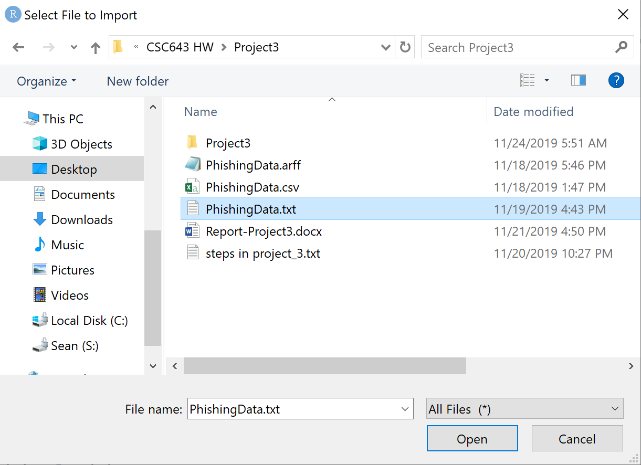 R Select File to Import
« CSC643 HW > Project3
Search Project3
Organize New folder
?
Name Date modified
This PC
3D Objects
Desktop
Documents
Downloads
Music
Pictures
Videos
Local Disk (C:)
Sean (S:)
Project3 11/24/2019 5:51 AM
PhishingData.arff 11/18/2019 5:46 PM
PhishingData.csv 11/18/2019 1:47 PM
PhishingData.txt 11/19/2019 4:43 PM
Report-Project3.docx 11/21/2019 4:50 PM
steps in project_3.txt 11/20/2019 10:27 PM
File name: PhishingData.txt All Files (*)
Open Cancel